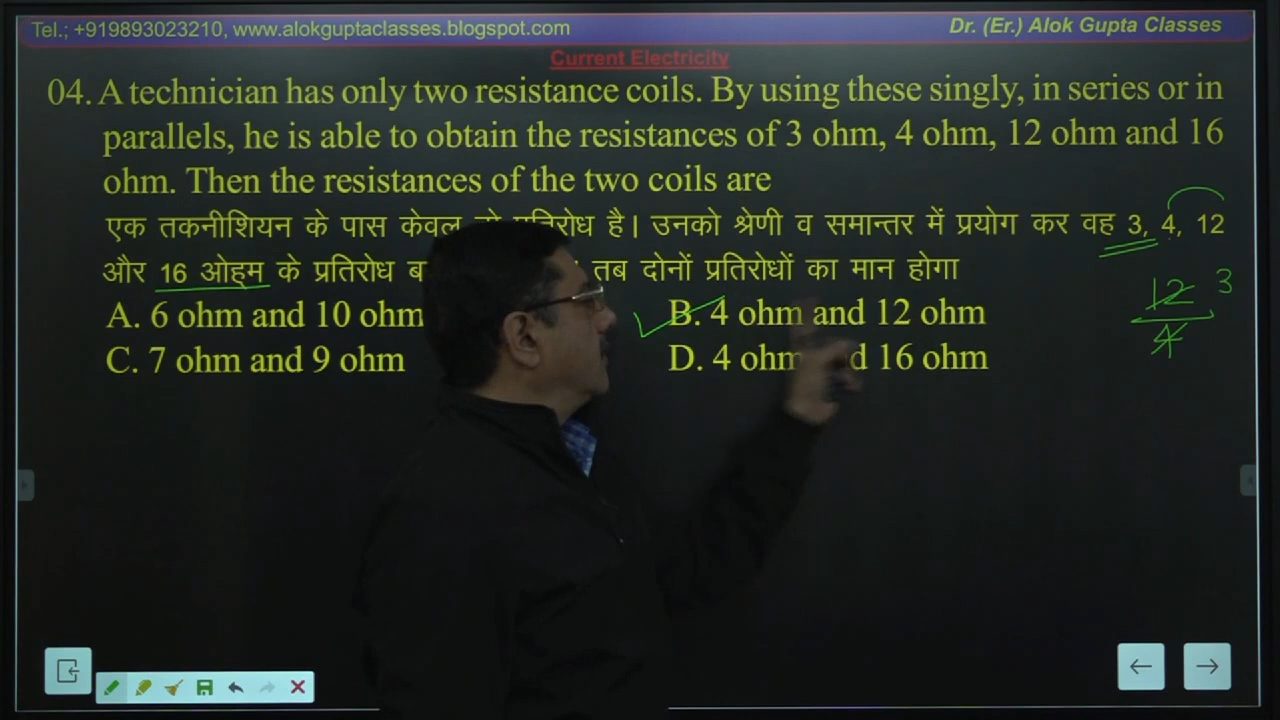 Tel.; +919893023210, www.alokguptaclasses.blogspot.com
Dr. (Er.) Alok Gupta Classes
Current Electricity
04. A technician has only two resistance coils. By using these singly, in series or in
parallels, he is able to obtain the resistances of 3 ohm, 4 ohm, 12 ohm and 16
ohm. Then the resistances of the two coils are
एक तकनीशियन के पास केवल प्रतिरोध है। उनको श्रेणी व समान्तर में प्रयोग कर वह 3, 4, 12
और 16 ओह्म के प्रतिरोध तब दोनों प्रतिरोधों का मान होगा
A. 6 ohm and 10 ohm
B. 4 ohm and 12 ohm
C. 7 ohm and 9 ohm
D. 4 ohm and 16 ohm
12 3
4